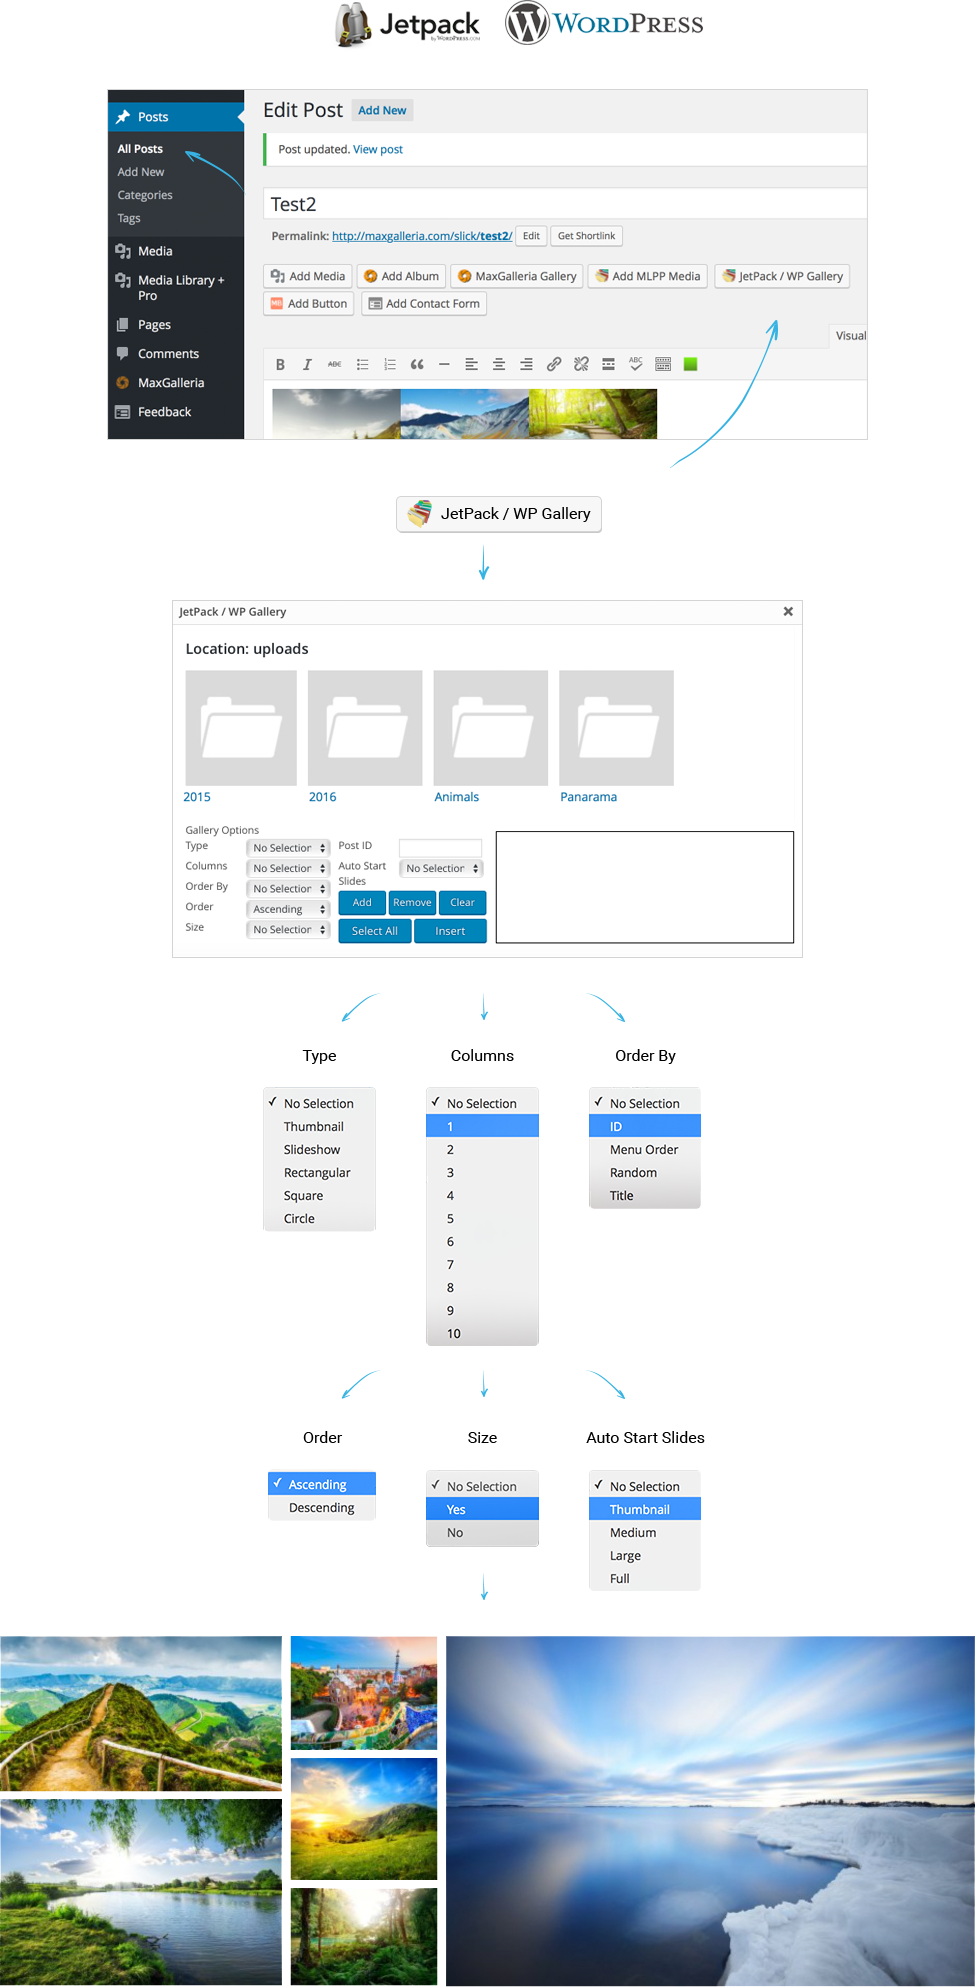 Jetpack
by WORDPRESS.COM
WORDPRESS
Posts
All Posts
Add New
Categories
Tags
Media
Media Library +
Pro
Pages
Comments
MaxGalleria
Feedback
Edit Post Add New
Post updated. View post
Test2
Permalink: http://maxgalleria.com/slick/test2/ Edit Get Shortlink
Add Media Add Album MaxGalleria Gallery Add MLPP Media JetPack / WP Gallery
Add Button Add Contact Form
Visual
B I ABC ABC
JetPack / WP Gallery
JetPack / WP Gallery
Location: uploads
2015 2016 Animals Panarama
Gallery Options
Type No Selection Post ID
Columns No Selection Auto Start Slides No Selection
Order By No Selection
Order Ascending Add Remove Clear
Size No Selection Select All Insert
Type
No Selection
Thumbnail
Slideshow
Rectangular
Square
Circle
Columns
No Selection
1
2
3
4
5
6
7
8
9
10
Order By
No Selection
ID
Menu Order
Random
Title
Order
Ascending
Descending
Size
No Selection
Yes
No
Auto Start Slides
No Selection
Thumbnail
Medium
Large
Full